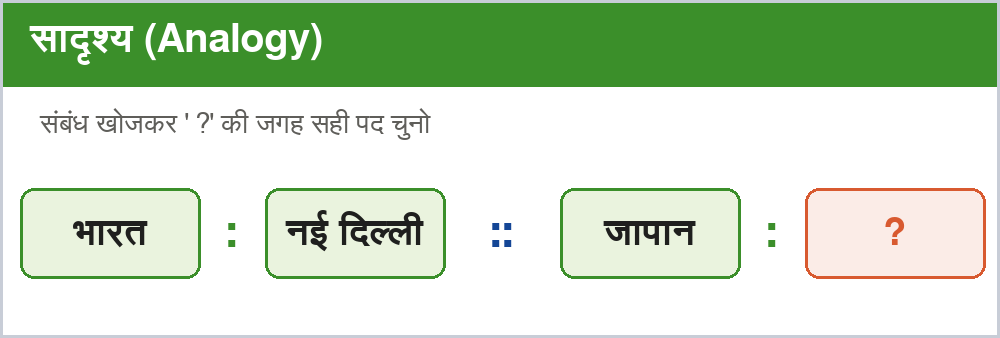 सादृश्य (Analogy)
संबंध खोजकर ' ?' की जगह सही पद चुनो
भारत : नई दिल्ली :: जापान : ?